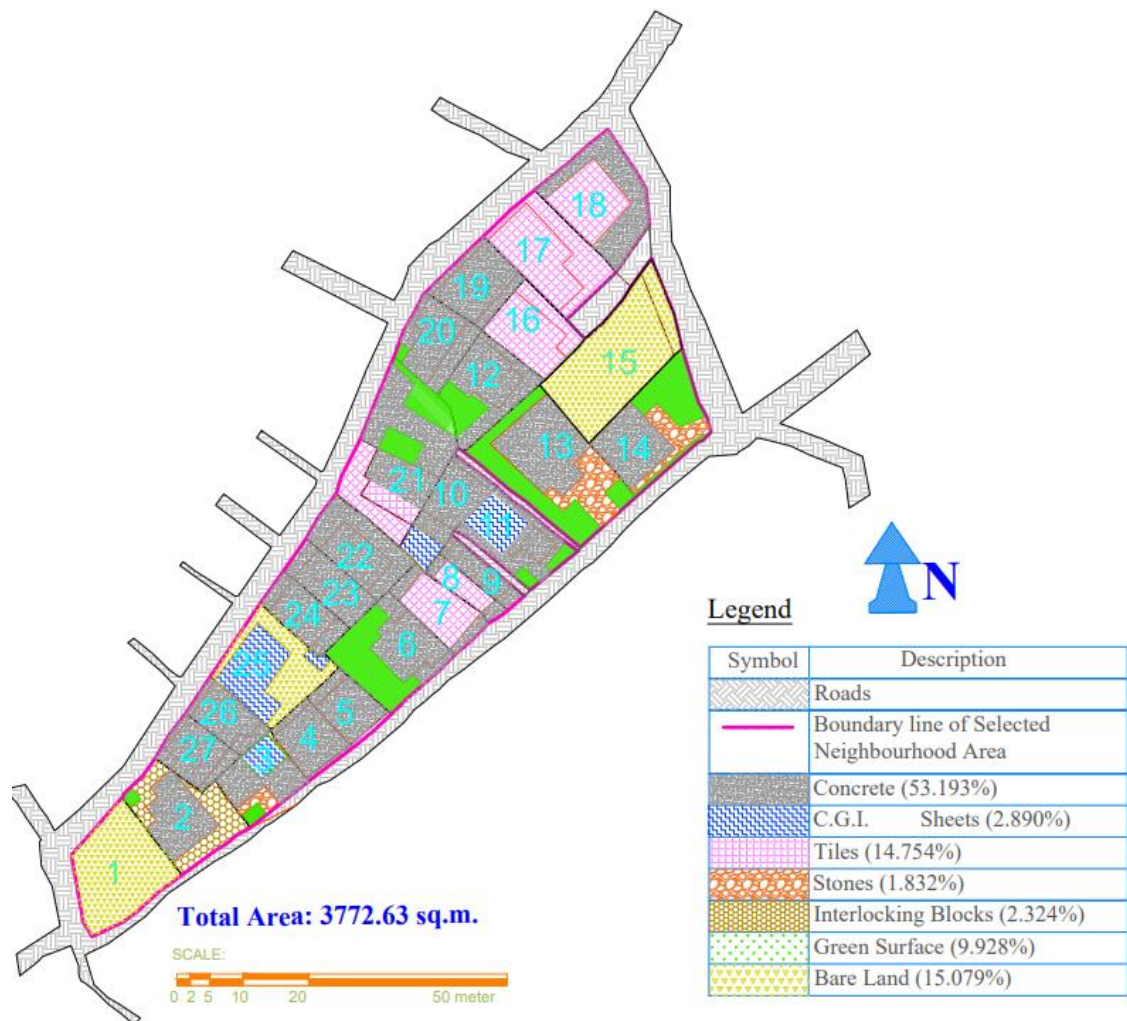 18
17
19
16
20
15
12
13
14
21
10
11
22
8
9
23
7
24
6
25
26
5
4
27
3
2
1
N
Legend
Symbol Description
Roads
Boundary line of Selected
Neighbourhood Area
Concrete (53.193%)
C.G.I. Sheets (2.890%)
Tiles (14.754%)
Stones (1.832%)
Interlocking Blocks (2.324%)
Green Surface (9.928%)
Bare Land (15.079%)
Total Area: 3772.63 sq.m.
SCALE:
0 2 5 10 20 50 meter